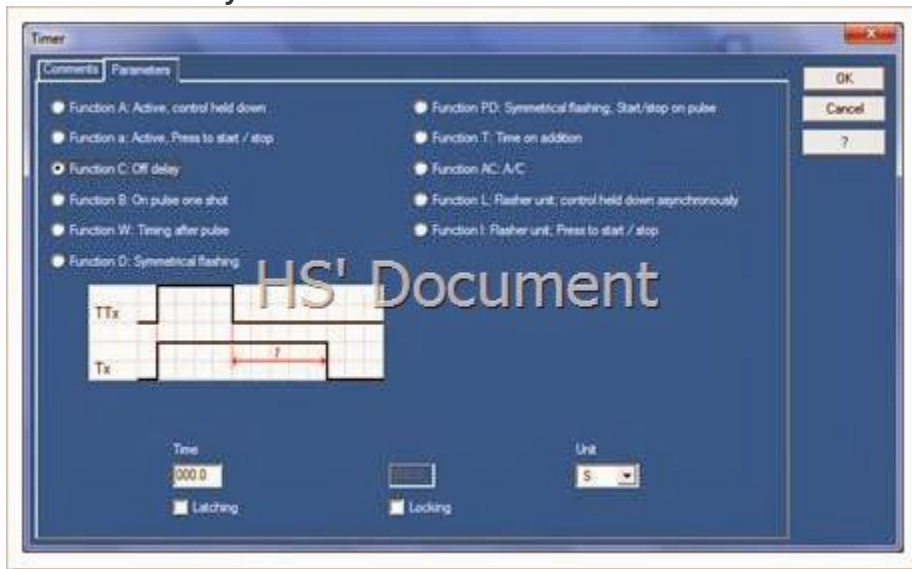 Timer
Comments Parameters
OK
Function A: Active, control held down
Function PD: Symmetrical flashing, Start/stop on pulse
Cancel
Function a: Active, Press to start / stop
Function T: Time on addition
?
Function C: Off delay
Function AC: A/C
Function B: On pulse one shot
Function L: Flasher unit; control held down asynchronously
Function W: Timing after pulse
Function I: Flasher unit, Press to start / stop
Function D: Symmetrical flashing
HS' Document
TTx
Tx
Time
Unit
000.0
S
Latching
Locking